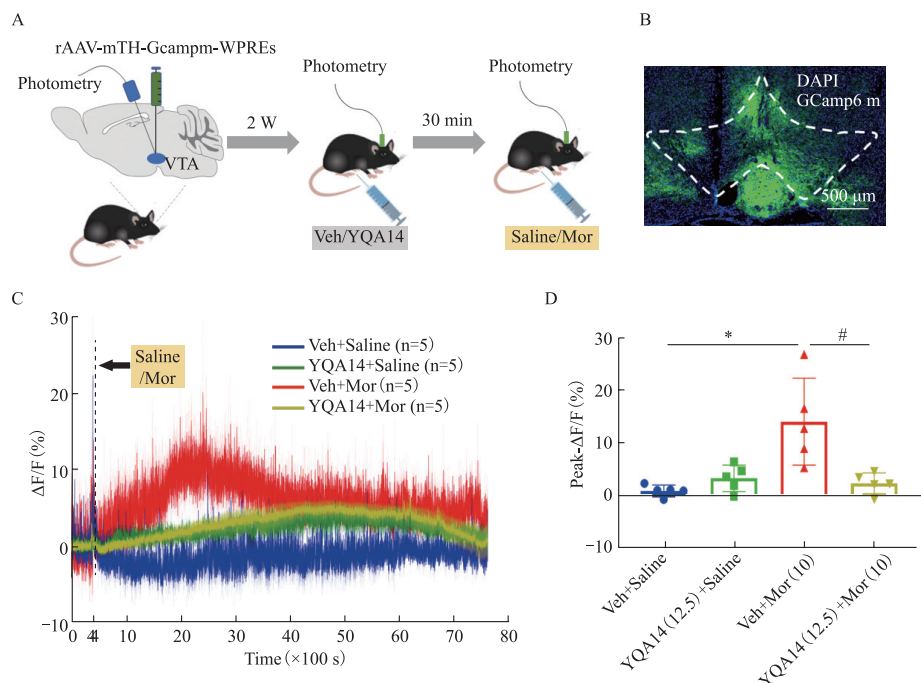 A
rAAV-mTH-Gcampm-WPREs
Photometry
VTA
2 W
Photometry
Veh/YQA14
30 min
Photometry
Saline/Mor
B
DAPI
GCamp6 m
500 μm
C
ΔF/F (%)
30
20
10
0
−10
Saline
/Mor
Veh+Saline (n=5)
YQA14+Saline (n=5)
Veh+Mor (n=5)
YQA14+Mor (n=5)
0 4 10 20 30 40 50 60 70 80
Time (×100 s)
D
Peak-ΔF/F (%)
30
20
10
0
−10
*
#
Veh+Saline
YQA14 (12.5) +Saline
Veh+Mor (10)
YQA14 (12.5) +Mor (10)